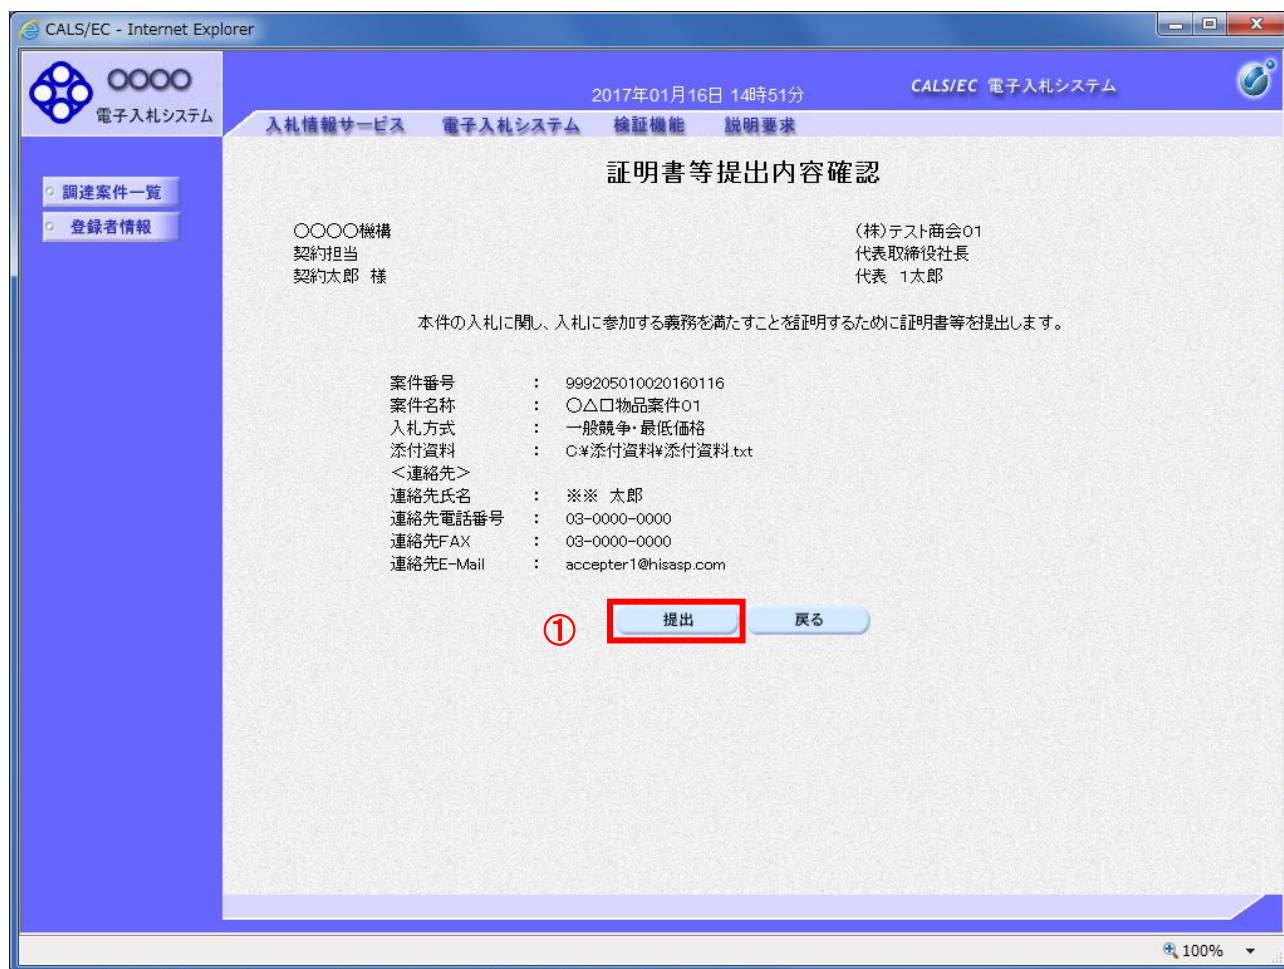 CALS/EC - Internet Explorer
○○○○
電子入札システム
2017年01月16日 14時51分
CALS/EC 電子入札システム
入札情報サービス 電子入札システム 検証機能 説明要求
調達案件一覧
登録者情報
証明書等提出内容確認
○○○○機構
契約担当
契約太郎 様
(株)テスト商会01
代表取締役社長
代表 1太郎
本件の入札に関し、入札に参加する義務を満たすことを証明するために証明書等を提出します。
案件番号 : 999205010020160116
案件名称 : ○△□物品案件01
入札方式 : 一般競争・最低価格
添付資料 : C:¥添付資料¥添付資料.txt
<連絡先>
連絡先氏名 : ※※ 太郎
連絡先電話番号 : 03-0000-0000
連絡先FAX : 03-0000-0000
連絡先E-Mail : accepter1@hisasp.com
① 提出 戻る
100%